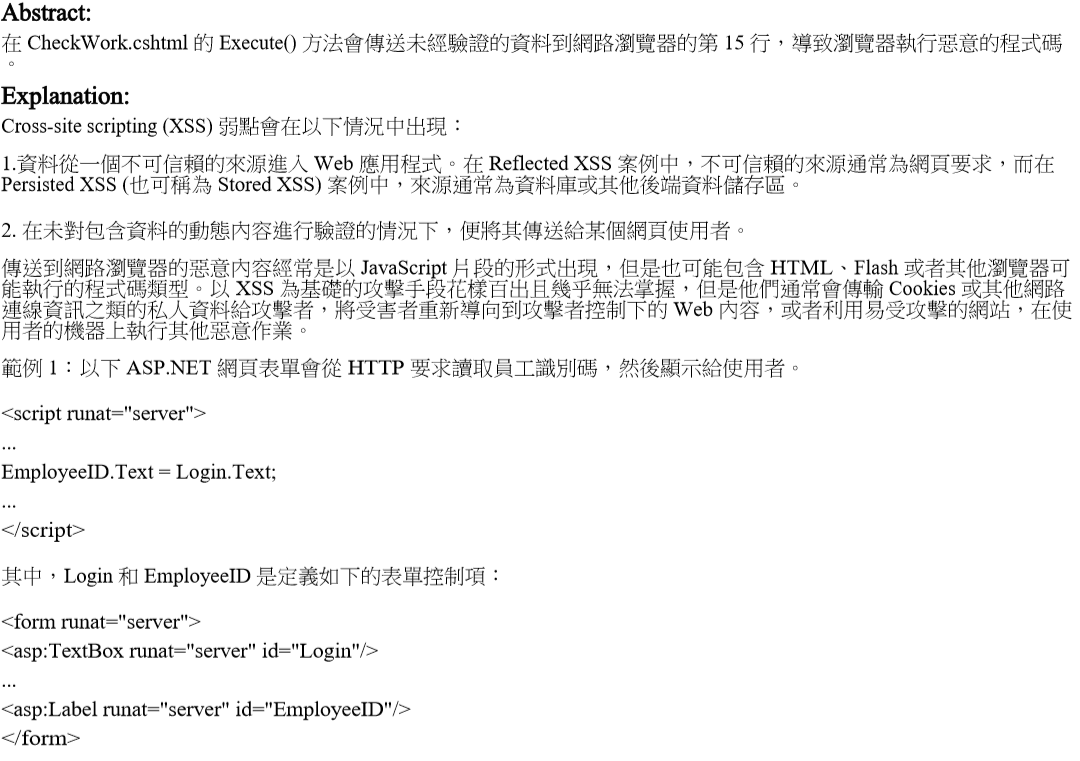 Abstract:
在 CheckWork.cshtml 的 Execute() 方法會傳送未經驗證的資料到網路瀏覽器的第 15 行，導致瀏覽器執行惡意的程式碼
。
Explanation:
Cross-site scripting (XSS) 弱點會在以下情況中出現：
1.資料從一個不可信賴的來源進入 Web 應用程式。在 Reflected XSS 案例中，不可信賴的來源通常為網頁要求，而在
Persisted XSS (也可稱為 Stored XSS) 案例中，來源通常為資料庫或其他後端資料儲存區。
2. 在未對包含資料的動態內容進行驗證的情況下，便將其傳送給某個網頁使用者。
傳送到網路瀏覽器的惡意內容經常是以 JavaScript 片段的形式出現，但是也可能包含 HTML、Flash 或者其他瀏覽器可
能執行的程式碼類型。以 XSS 為基礎的攻擊手段花樣百出且幾乎無法掌握，但是他們通常會傳輸 Cookies 或其他網路
連線資訊之類的私人資料給攻擊者，將受害者重新導向到攻擊者控制下的 Web 內容，或者利用易受攻擊的網站，在使
用者的機器上執行其他惡意作業。
範例 1：以下 ASP.NET 網頁表單會從 HTTP 要求讀取員工識別碼，然後顯示給使用者。
<script runat="server">
...
EmployeeID.Text = Login.Text;
...
</script>
其中，Login 和 EmployeeID 是定義如下的表單控制項：
<form runat="server">
<asp:TextBox runat="server" id="Login"/>
...
<asp:Label runat="server" id="EmployeeID"/>
</form>